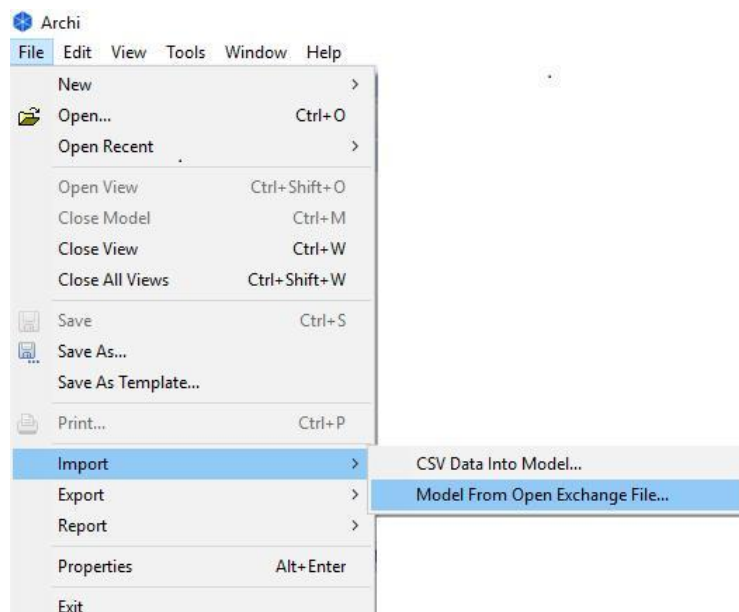 Archi
File Edit View Tools Window Help
New >
Open... Ctrl+O
Open Recent >
Open View Ctrl+Shift+O
Close Model Ctrl+M
Close View Ctrl+W
Close All Views Ctrl+Shift+W
Save Ctrl+S
Save As...
Save As Template...
Print... Ctrl+P
Import > CSV Data Into Model...
Export > Model From Open Exchange File...
Report >
Properties Alt+Enter
Exit